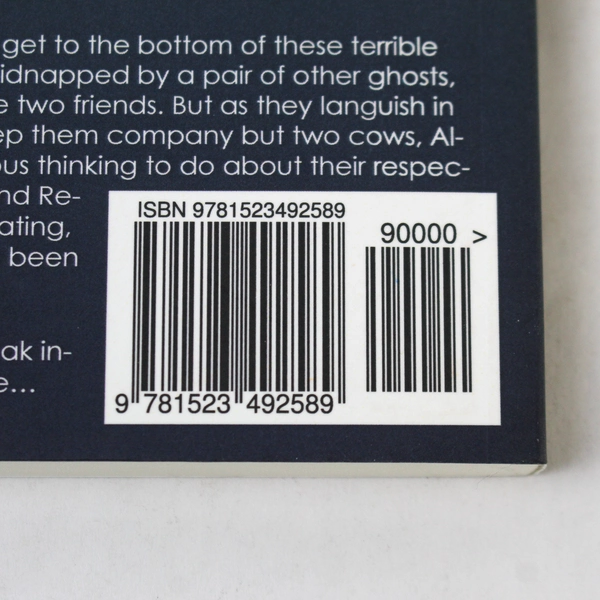 get to the bottom of these terrible
idnapped by a pair of other ghosts,
e two friends. But as they languish in
ep them company but two cows, Al-
ous thinking to do about their respec-
nd Re-
ating,
been
ak in-
e...
ISBN 9781523492589
90000 >
9 781523 492589